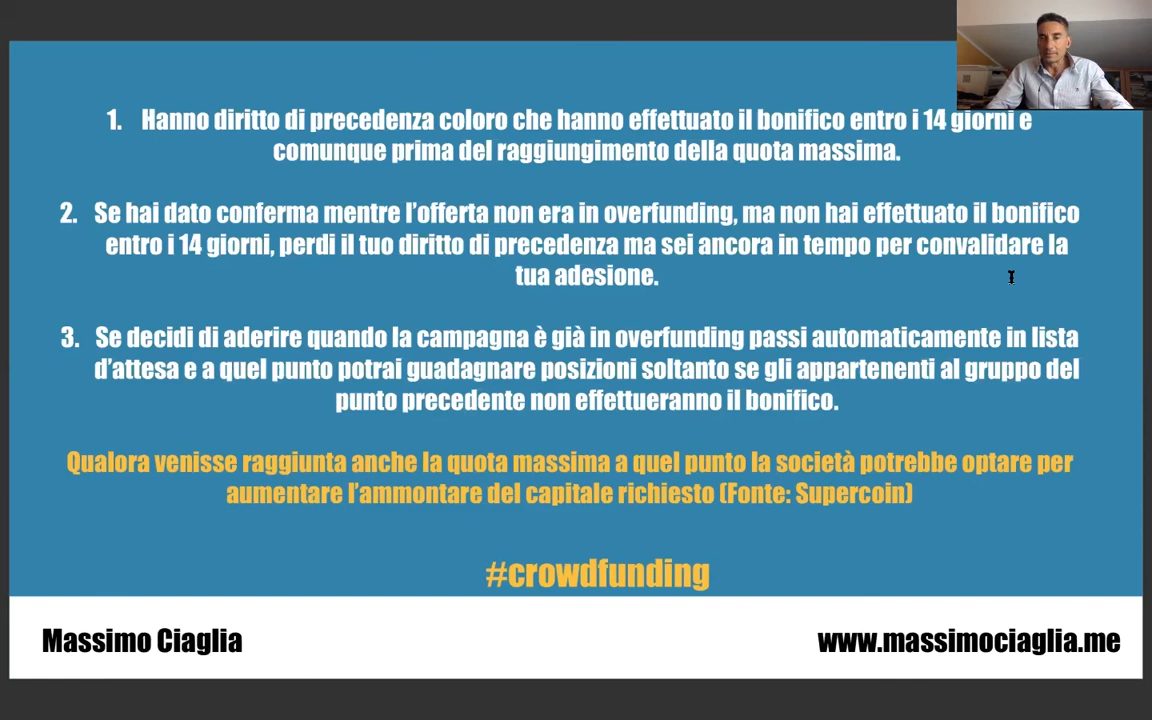 1. Hanno diritto di precedenza coloro che hanno effettuato il bonifico entro i 14 giorni e
comunque prima del raggiungimento della quota massima.
2. Se hai dato conferma mentre l'offerta non era in overfunding, ma non hai effettuato il bonifico
entro i 14 giorni, perdi il tuo diritto di precedenza ma sei ancora in tempo per convalidare la
tua adesione.
3. Se decidi di aderire quando la campagna è già in overfunding passi automaticamente in lista
d'attesa e a quel punto potrai guadagnare posizioni soltanto se gli appartenenti al gruppo del
punto precedente non effettueranno il bonifico.
Qualora venisse raggiunta anche la quota massima a quel punto la società potrebbe optare per
aumentare l'ammontare del capitale richiesto (Fonte: Supercoin)
#crowdfunding
Massimo Ciaglia
www.massimociaglia.me